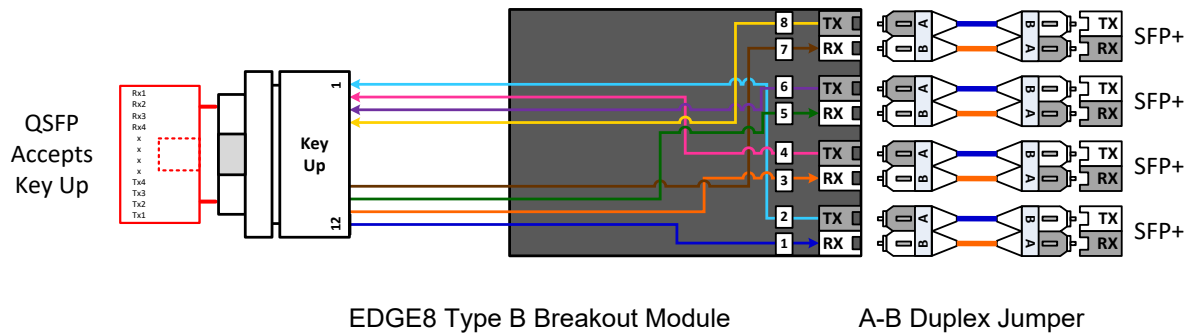 QSFP
Accepts
Key Up
Rx1
Rx2
Rx3
Rx4
x
x
x
x
Tx4
Tx3
Tx2
Tx1
1
Key
Up
12
8 TX
7 RX
6 TX
5 RX
4 TX
3 RX
2 TX
1 RX
A B TX
B A RX
SFP+
A B TX
B A RX
SFP+
A B TX
B A RX
SFP+
A B TX
B A RX
SFP+
EDGE8 Type B Breakout Module
A-B Duplex Jumper